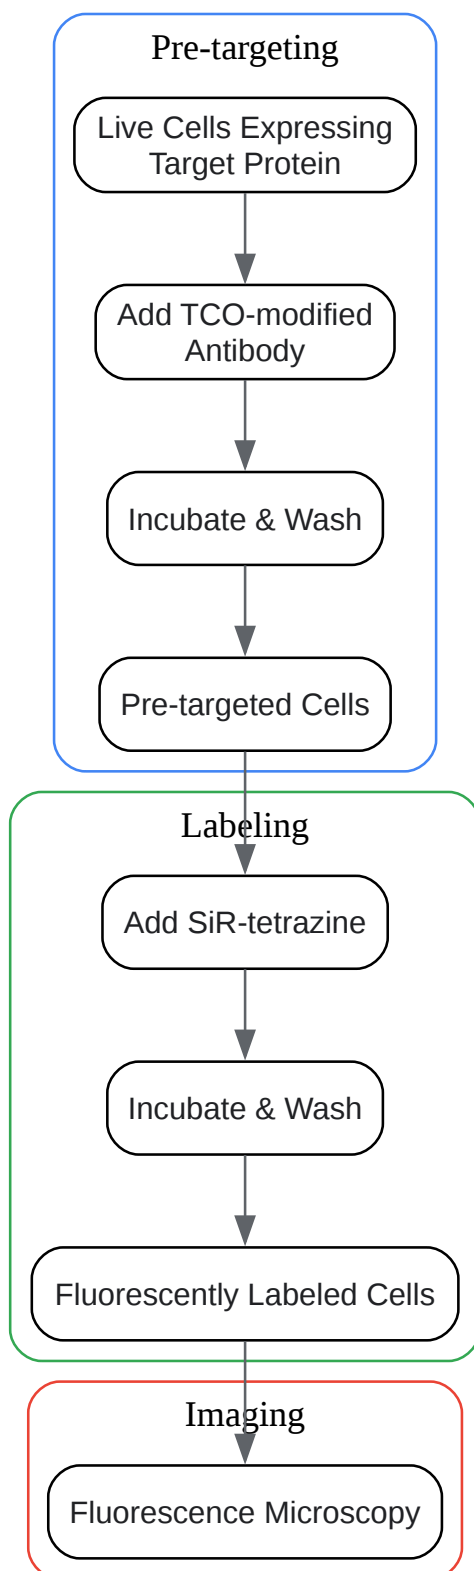 Pre-targeting
Live Cells Expressing
Target Protein
Add TCO-modified
Antibody
Incubate & Wash
Pre-targeted Cells
Labeling
Add SiR-tetrazine
Incubate & Wash
Fluorescently Labeled Cells
Imaging
Fluorescence Microscopy